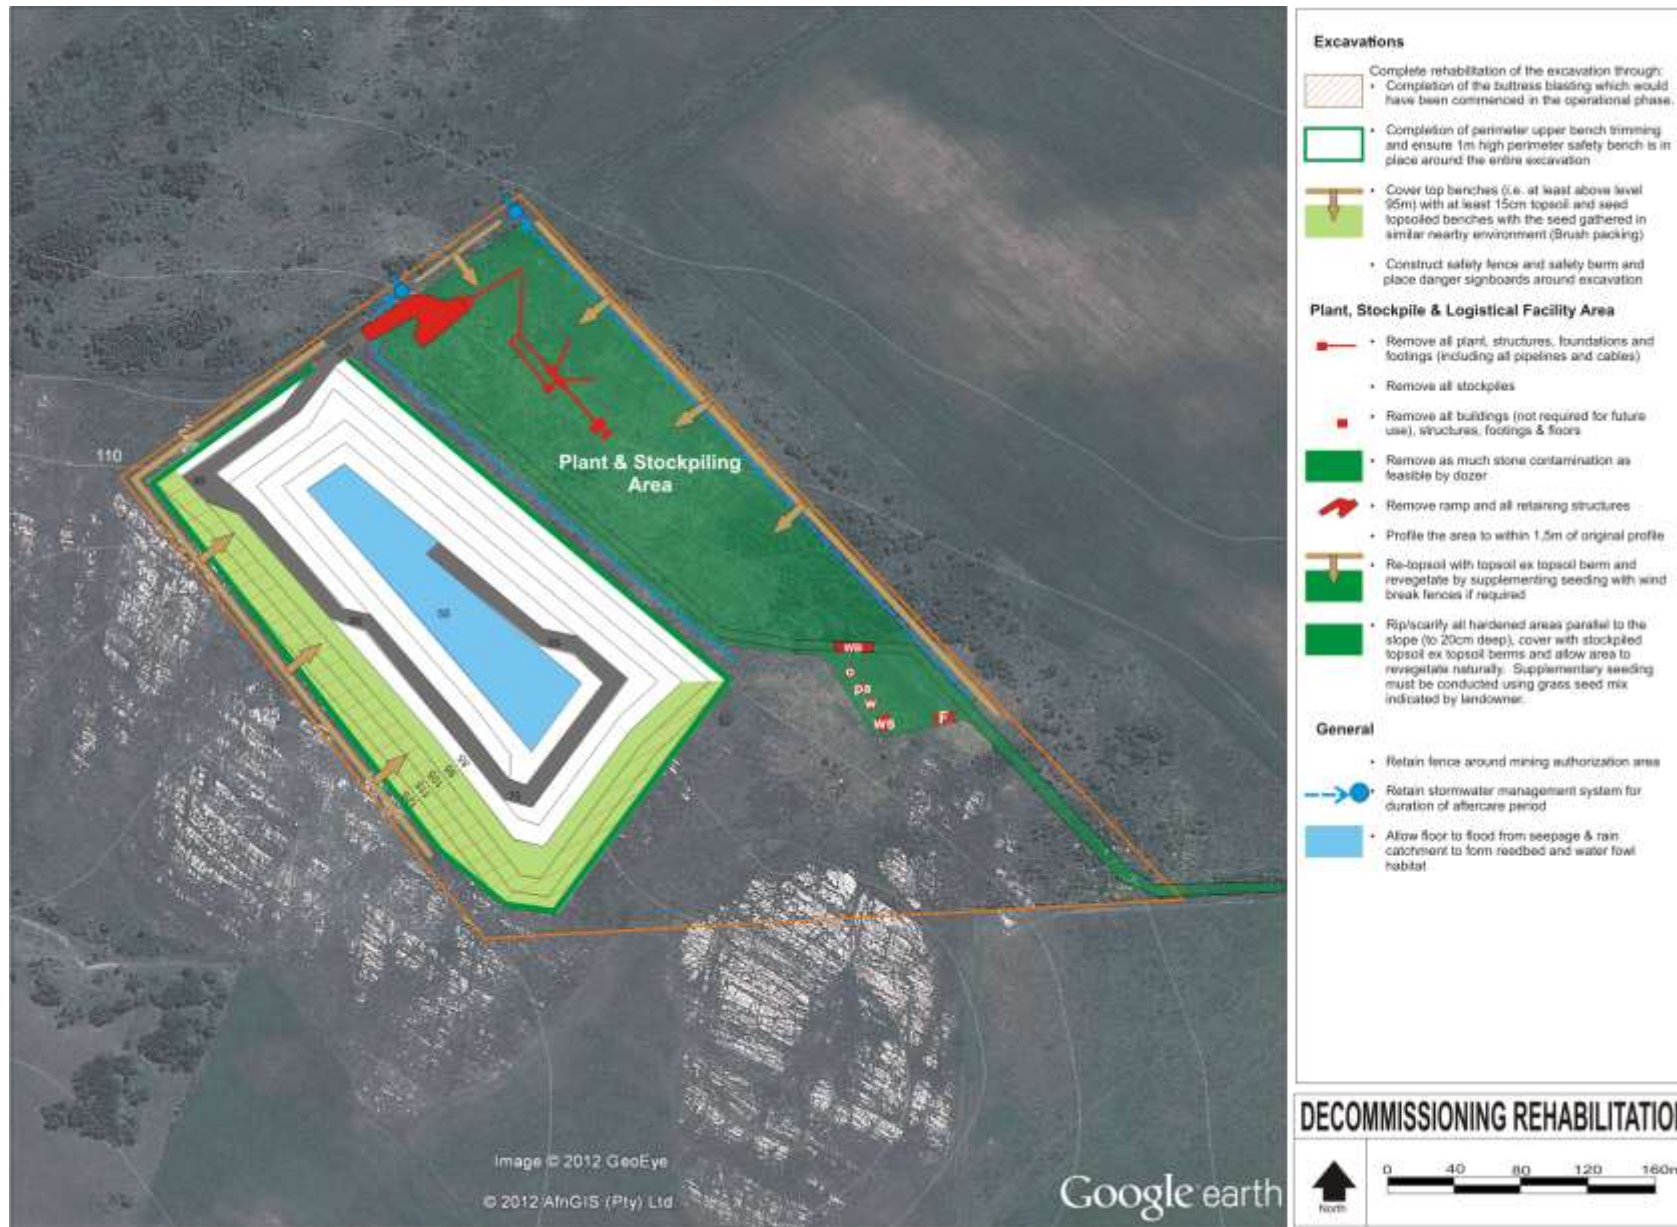 110
Plant & Stockpiling
Area
50
WB
o
pa
w
WS
F
Image © 2012 GeoEye
© 2012 AfriGIS (Pty) Ltd.
Google earth
Excavations
Complete rehabilitation of the excavation through:
• Completion of the buttress blasting which would
have been commenced in the operational phase.
• Completion of perimeter upper bench trimming
and ensure 1m high perimeter safety bench is in
place around the entire excavation
• Cover top benches (i.e. at least above level
95m) with at least 15cm topsoil and seed
topsoiled benches with the seed gathered in
similar nearby environment (Brush packing)
• Construct safety fence and safety berm and
place danger signboards around excavation
Plant, Stockpile & Logistical Facility Area
• Remove all plant, structures, foundations and
footings (including all pipelines and cables)
• Remove all stockpiles
• Remove all buildings (not required for future
use), structures, footings & floors
• Remove as much stone contamination as
feasible by dozer
• Remove ramp and all retaining structures
• Profile the area to within 1,5m of original profile
• Re-topsoil with topsoil ex topsoil berm and
revegetate by supplementing seeding with wind
break fences if required
• Rip/scarify all hardened areas parallel to the
slope (to 20cm deep), cover with stockpiled
topsoil ex topsoil berms and allow area to
revegetate naturally. Supplementary seeding
must be conducted using grass seed mix
indicated by landowner.
General
• Retain fence around mining authorization area
• Retain stormwater management system for
duration of aftercare period
• Allow floor to flood from seepage & rain
catchment to form reedbed and water fowl
habitat
DECOMMISSIONING REHABILITATION
North
0 40 80 120 160m